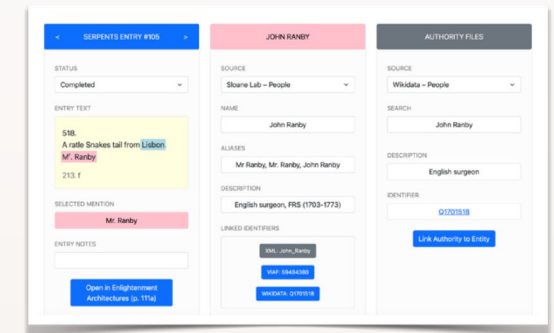 < SERPENTS ENTRY #105 >
STATUS
Completed
ENTRY TEXT
518.
A ratle Snakes tail from Lisbon.
Mr. Ranby
213. f
SELECTED MENTION
Mr. Ranby
ENTRY NOTES
Open in Enlightenment
Architectures (p. 111a)
JOHN RANBY
SOURCE
Sloane Lab – People
NAME
John Ranby
ALIASES
Mr Ranby, Mr. Ranby, John Ranby
DESCRIPTION
English surgeon, FRS (1703-1773)
LINKED IDENTIFIERS
XML: John_Ranby
VIAF: 59494388
WIKIDATA: Q1701518
AUTHORITY FILES
SOURCE
Wikidata – People
SEARCH
John Ranby
DESCRIPTION
English surgeon
IDENTIFIER
Q1701518
Link Authority to Entity